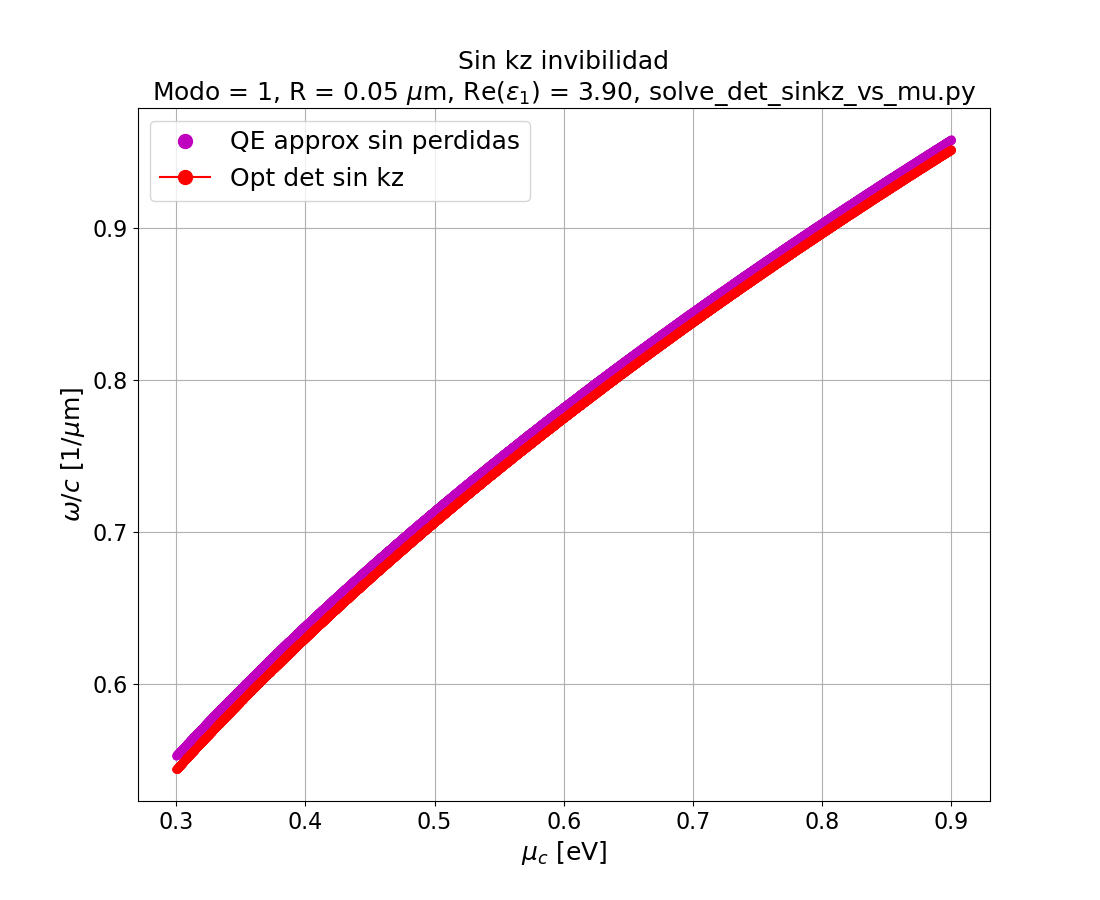 Sin kz invibilidad
Modo = 1, R = 0.05 μm, Re(ε₁) = 3.90, solve_det_sinkz_vs_mu.py
QE approx sin perdidas
Opt det sin kz
0.9
0.8
0.7
0.6
ω/c [1/μm]
0.3 0.4 0.5 0.6 0.7 0.8 0.9
μ_c [eV]